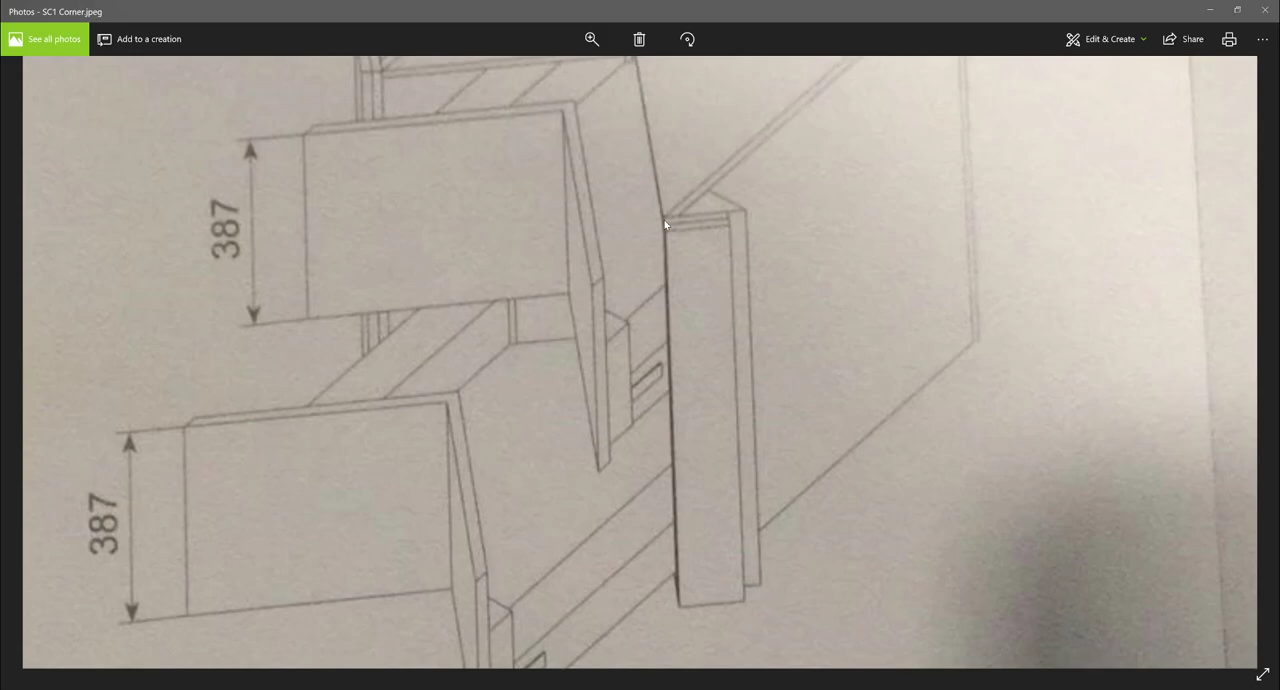 Photos - SC1 Corner.jpeg
See all photos
Add to a creation
Edit & Create
Share
387
387